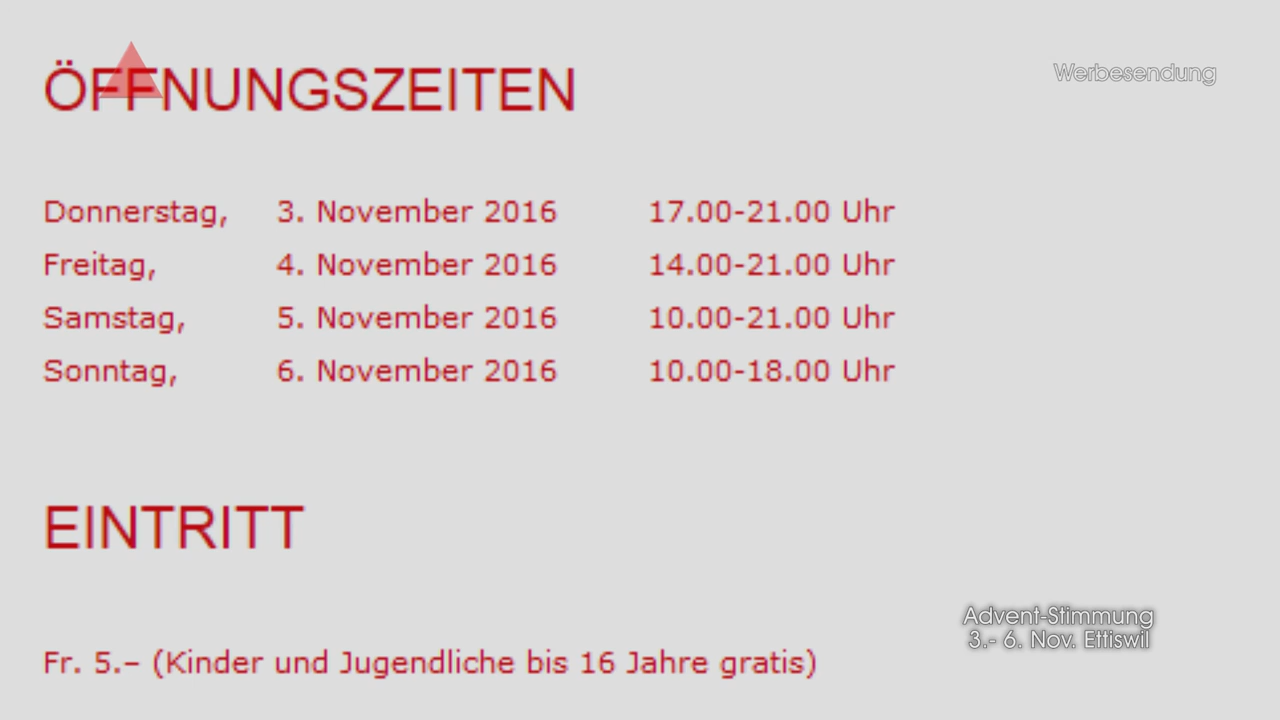 ÖFFNUNGSZEITEN
Werbesendung
Donnerstag, 3. November 2016 17.00-21.00 Uhr
Freitag, 4. November 2016 14.00-21.00 Uhr
Samstag, 5. November 2016 10.00-21.00 Uhr
Sonntag, 6. November 2016 10.00-18.00 Uhr
EINTRITT
Fr. 5.– (Kinder und Jugendliche bis 16 Jahre gratis)
Advent-Stimmung
3.- 6. Nov. Ettiswil